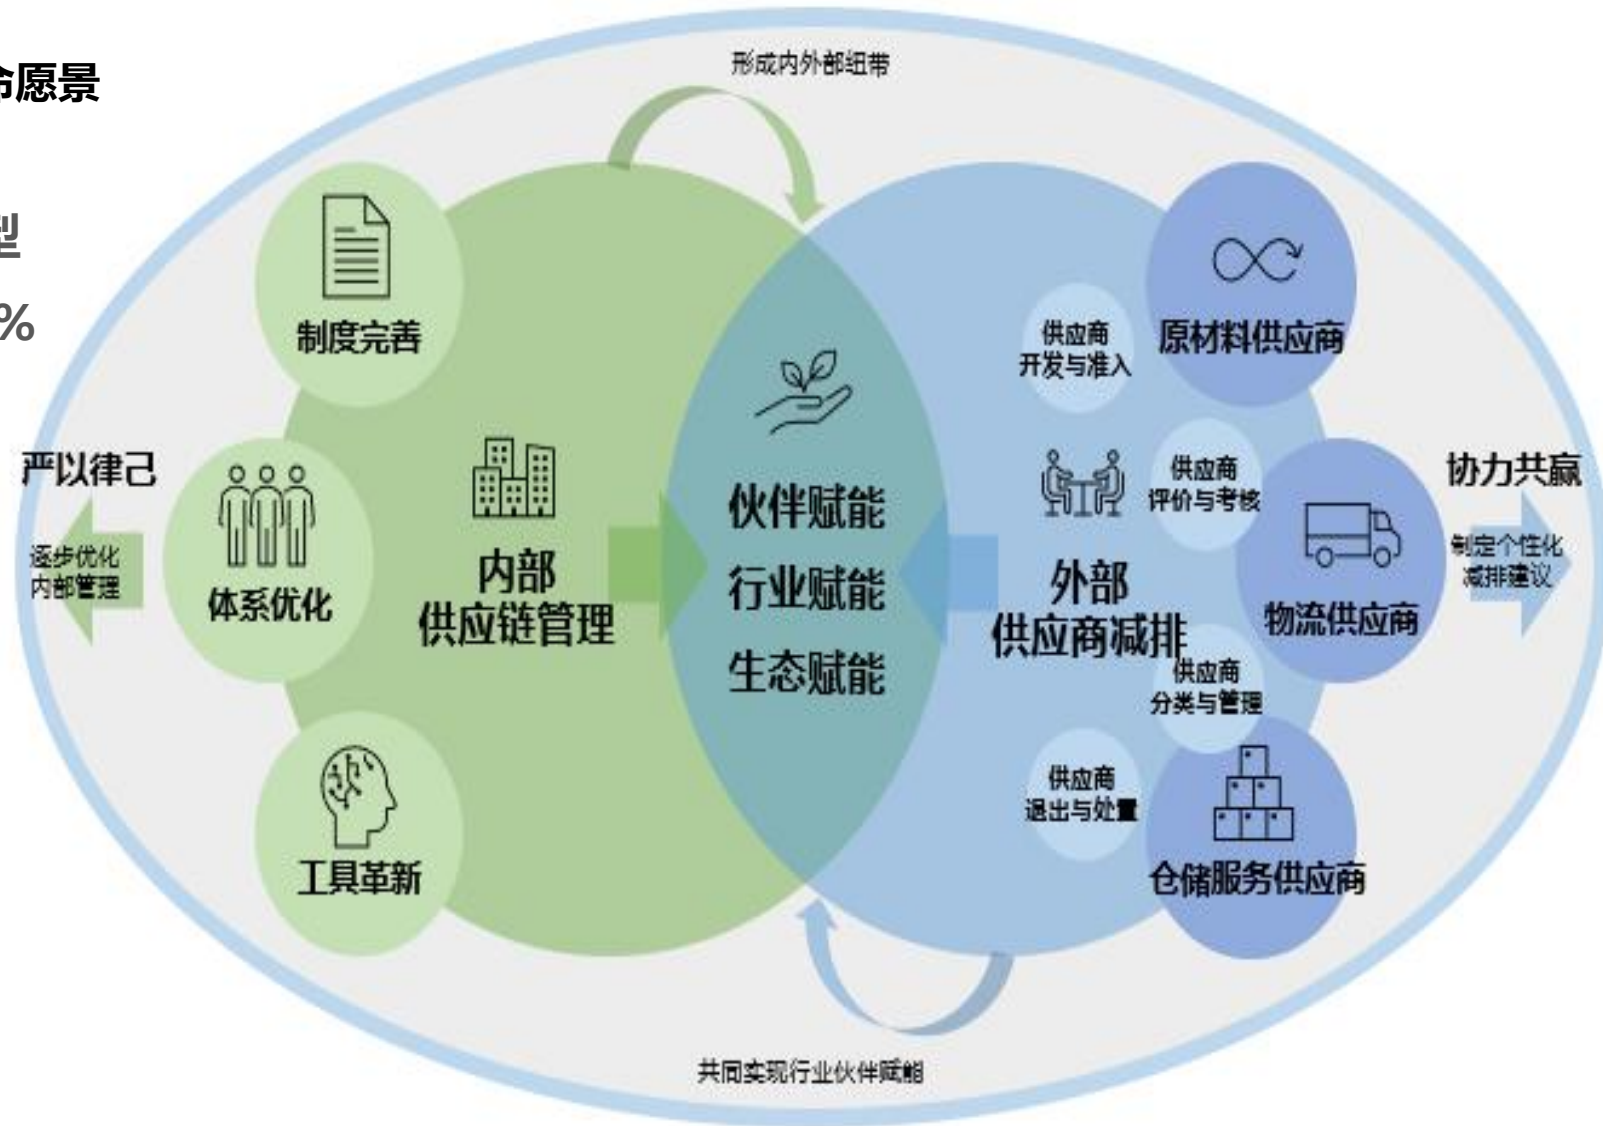 命愿景
型
%
形成内外部纽带
制度完善
体系优化
工具革新
严以律己
逐步优化
内部管理
内部
供应链管理
伙伴赋能
行业赋能
生态赋能
外部
供应商减排
供应商
开发与准入
供应商
评价与考核
供应商
分类与管理
供应商
退出与处置
原材料供应商
物流供应商
仓储服务供应商
协力共赢
制定个性化
减排建议
共同实现行业伙伴赋能